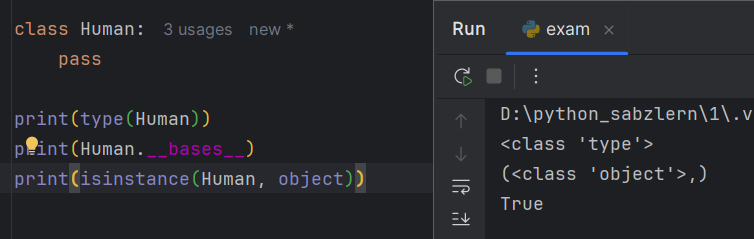 class Human: 3 usages new *
    pass
print(type(Human))
print(Human.__bases__)
print(isinstance(Human, object))
Run exam ×
D:\python_sabzlern\1\.v
<class 'type'>
(<class 'object'>,)
True